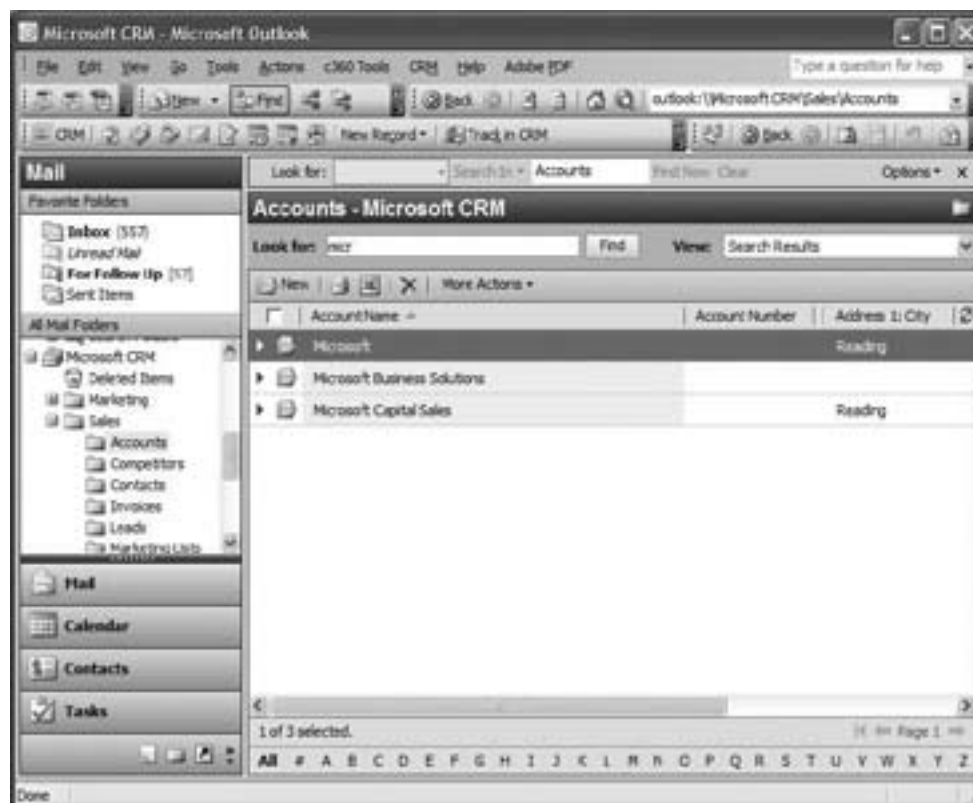 Microsoft CRM - Microsoft Outlook
File Edit View Go Tools Actions c360 Tools CRM Help Adobe PDF Type a question for help
New Find Back outlook:\\Microsoft CRM\Sales\Accounts
CRM New Record Track in CRM Back
Mail
Look for: Search In Accounts Find Now Clear Options
Favorite Folders
Accounts - Microsoft CRM
Inbox (557)
Unread Mail
For Follow Up [57]
Sent Items
Look for: micr Find View: Search Results
New More Actions
All Mail Folders
Account Name Account Number Address 1: City
Microsoft CRM
Deleted Items
Marketing
Sales
Accounts
Competitors
Contacts
Invoices
Leads
Marketing Lists
Microsoft Reading
Microsoft Business Solutions
Microsoft Capital Sales Reading
Mail
Calendar
Contacts
Tasks
1 of 3 selected. Page 1
All # A B C D E F G H I J K L M N O P Q R S T U V W X Y Z
Done